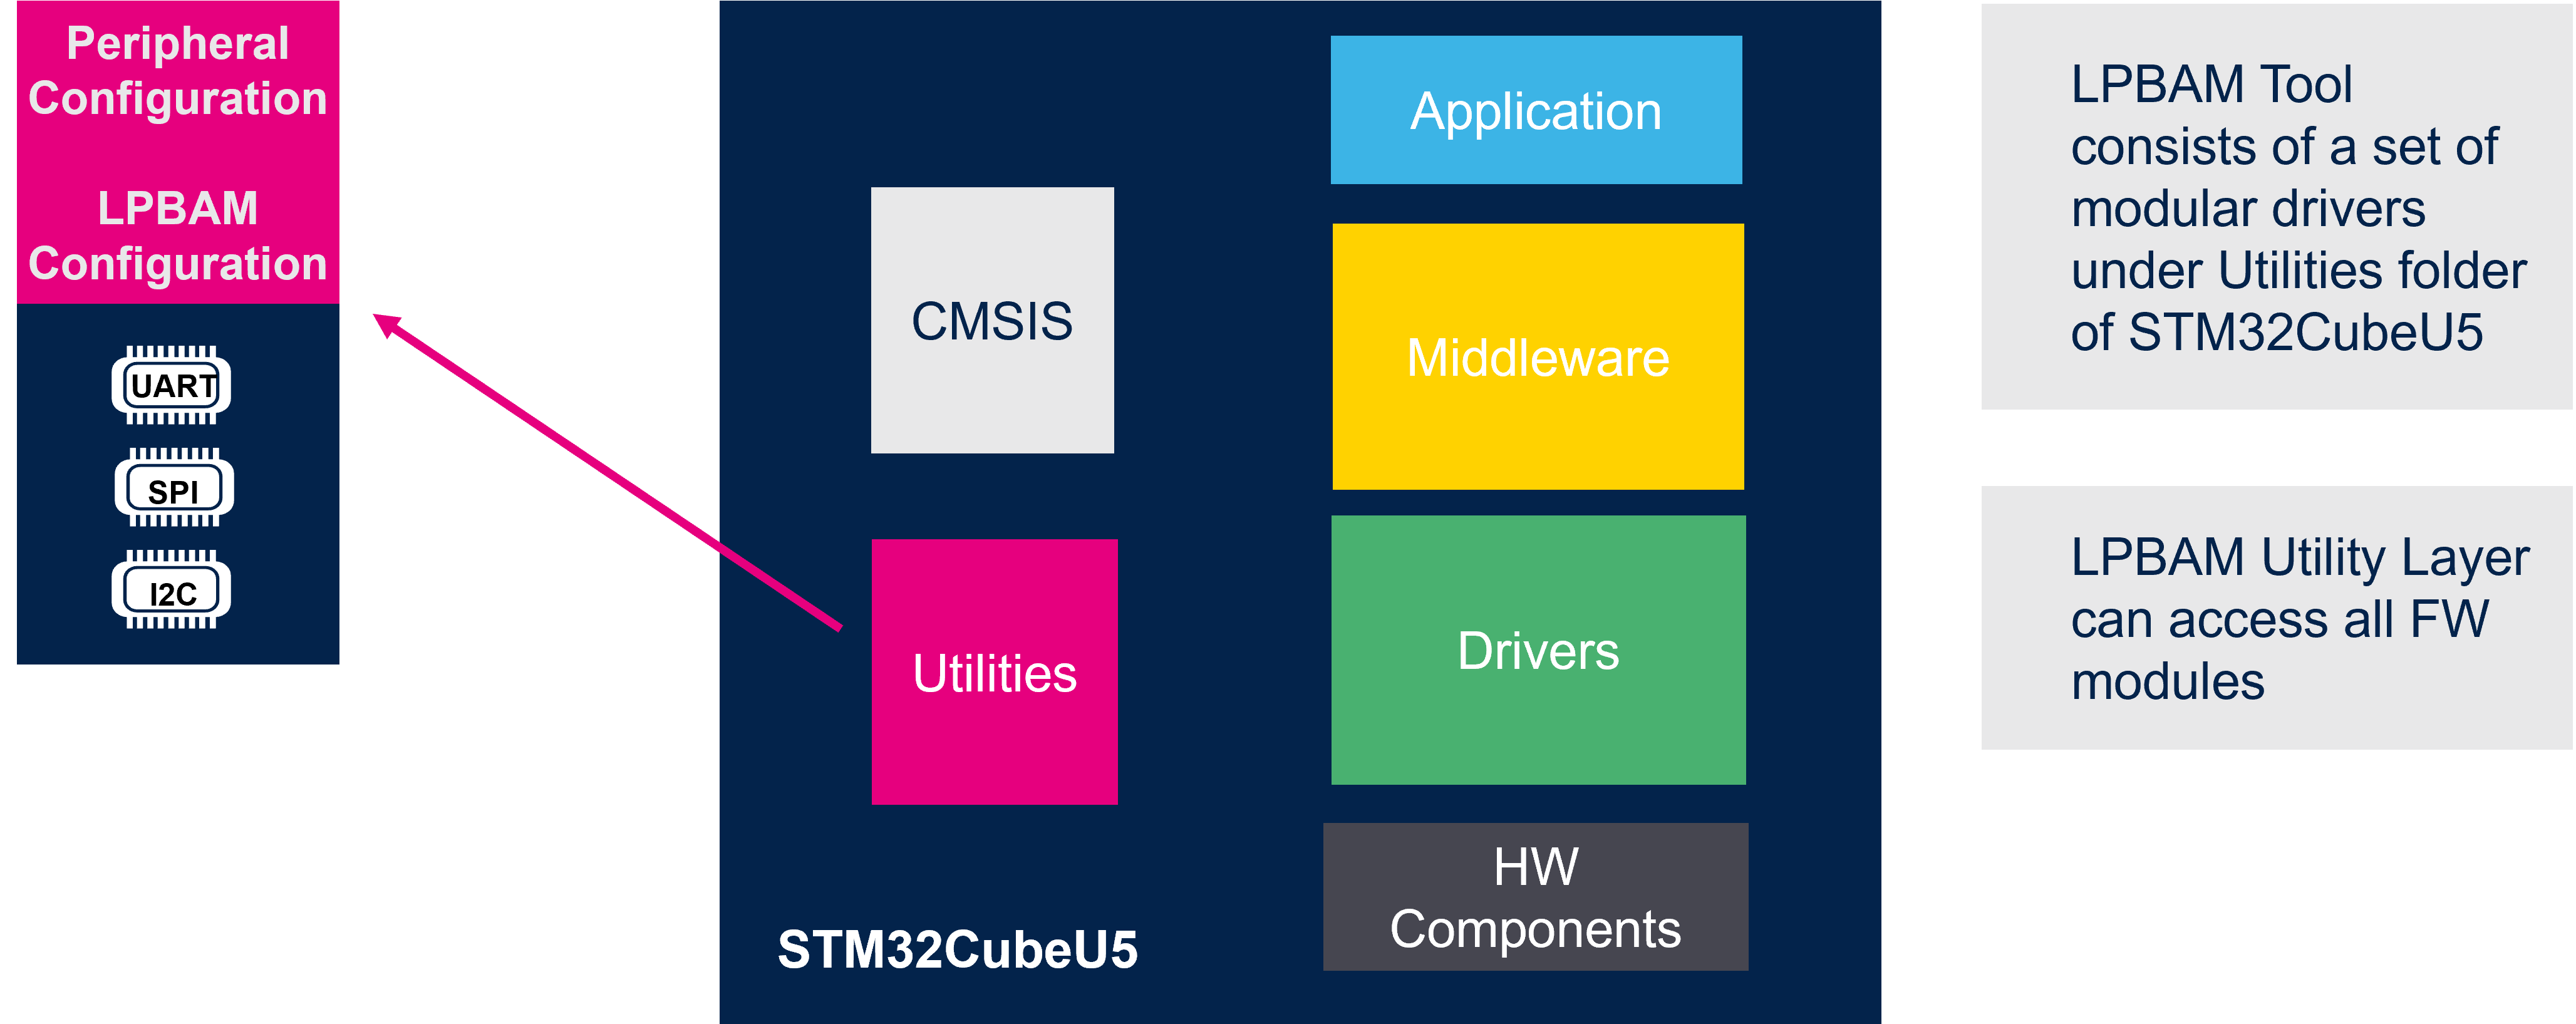 Peripheral
Configuration
LPBAM
Configuration
UART
SPI
I2C
CMSIS
Utilities
STM32CubeU5
Application
Middleware
Drivers
HW
Components
LPBAM Tool
consists of a set of
modular drivers
under Utilities folder
of STM32CubeU5
LPBAM Utility Layer
can access all FW
modules